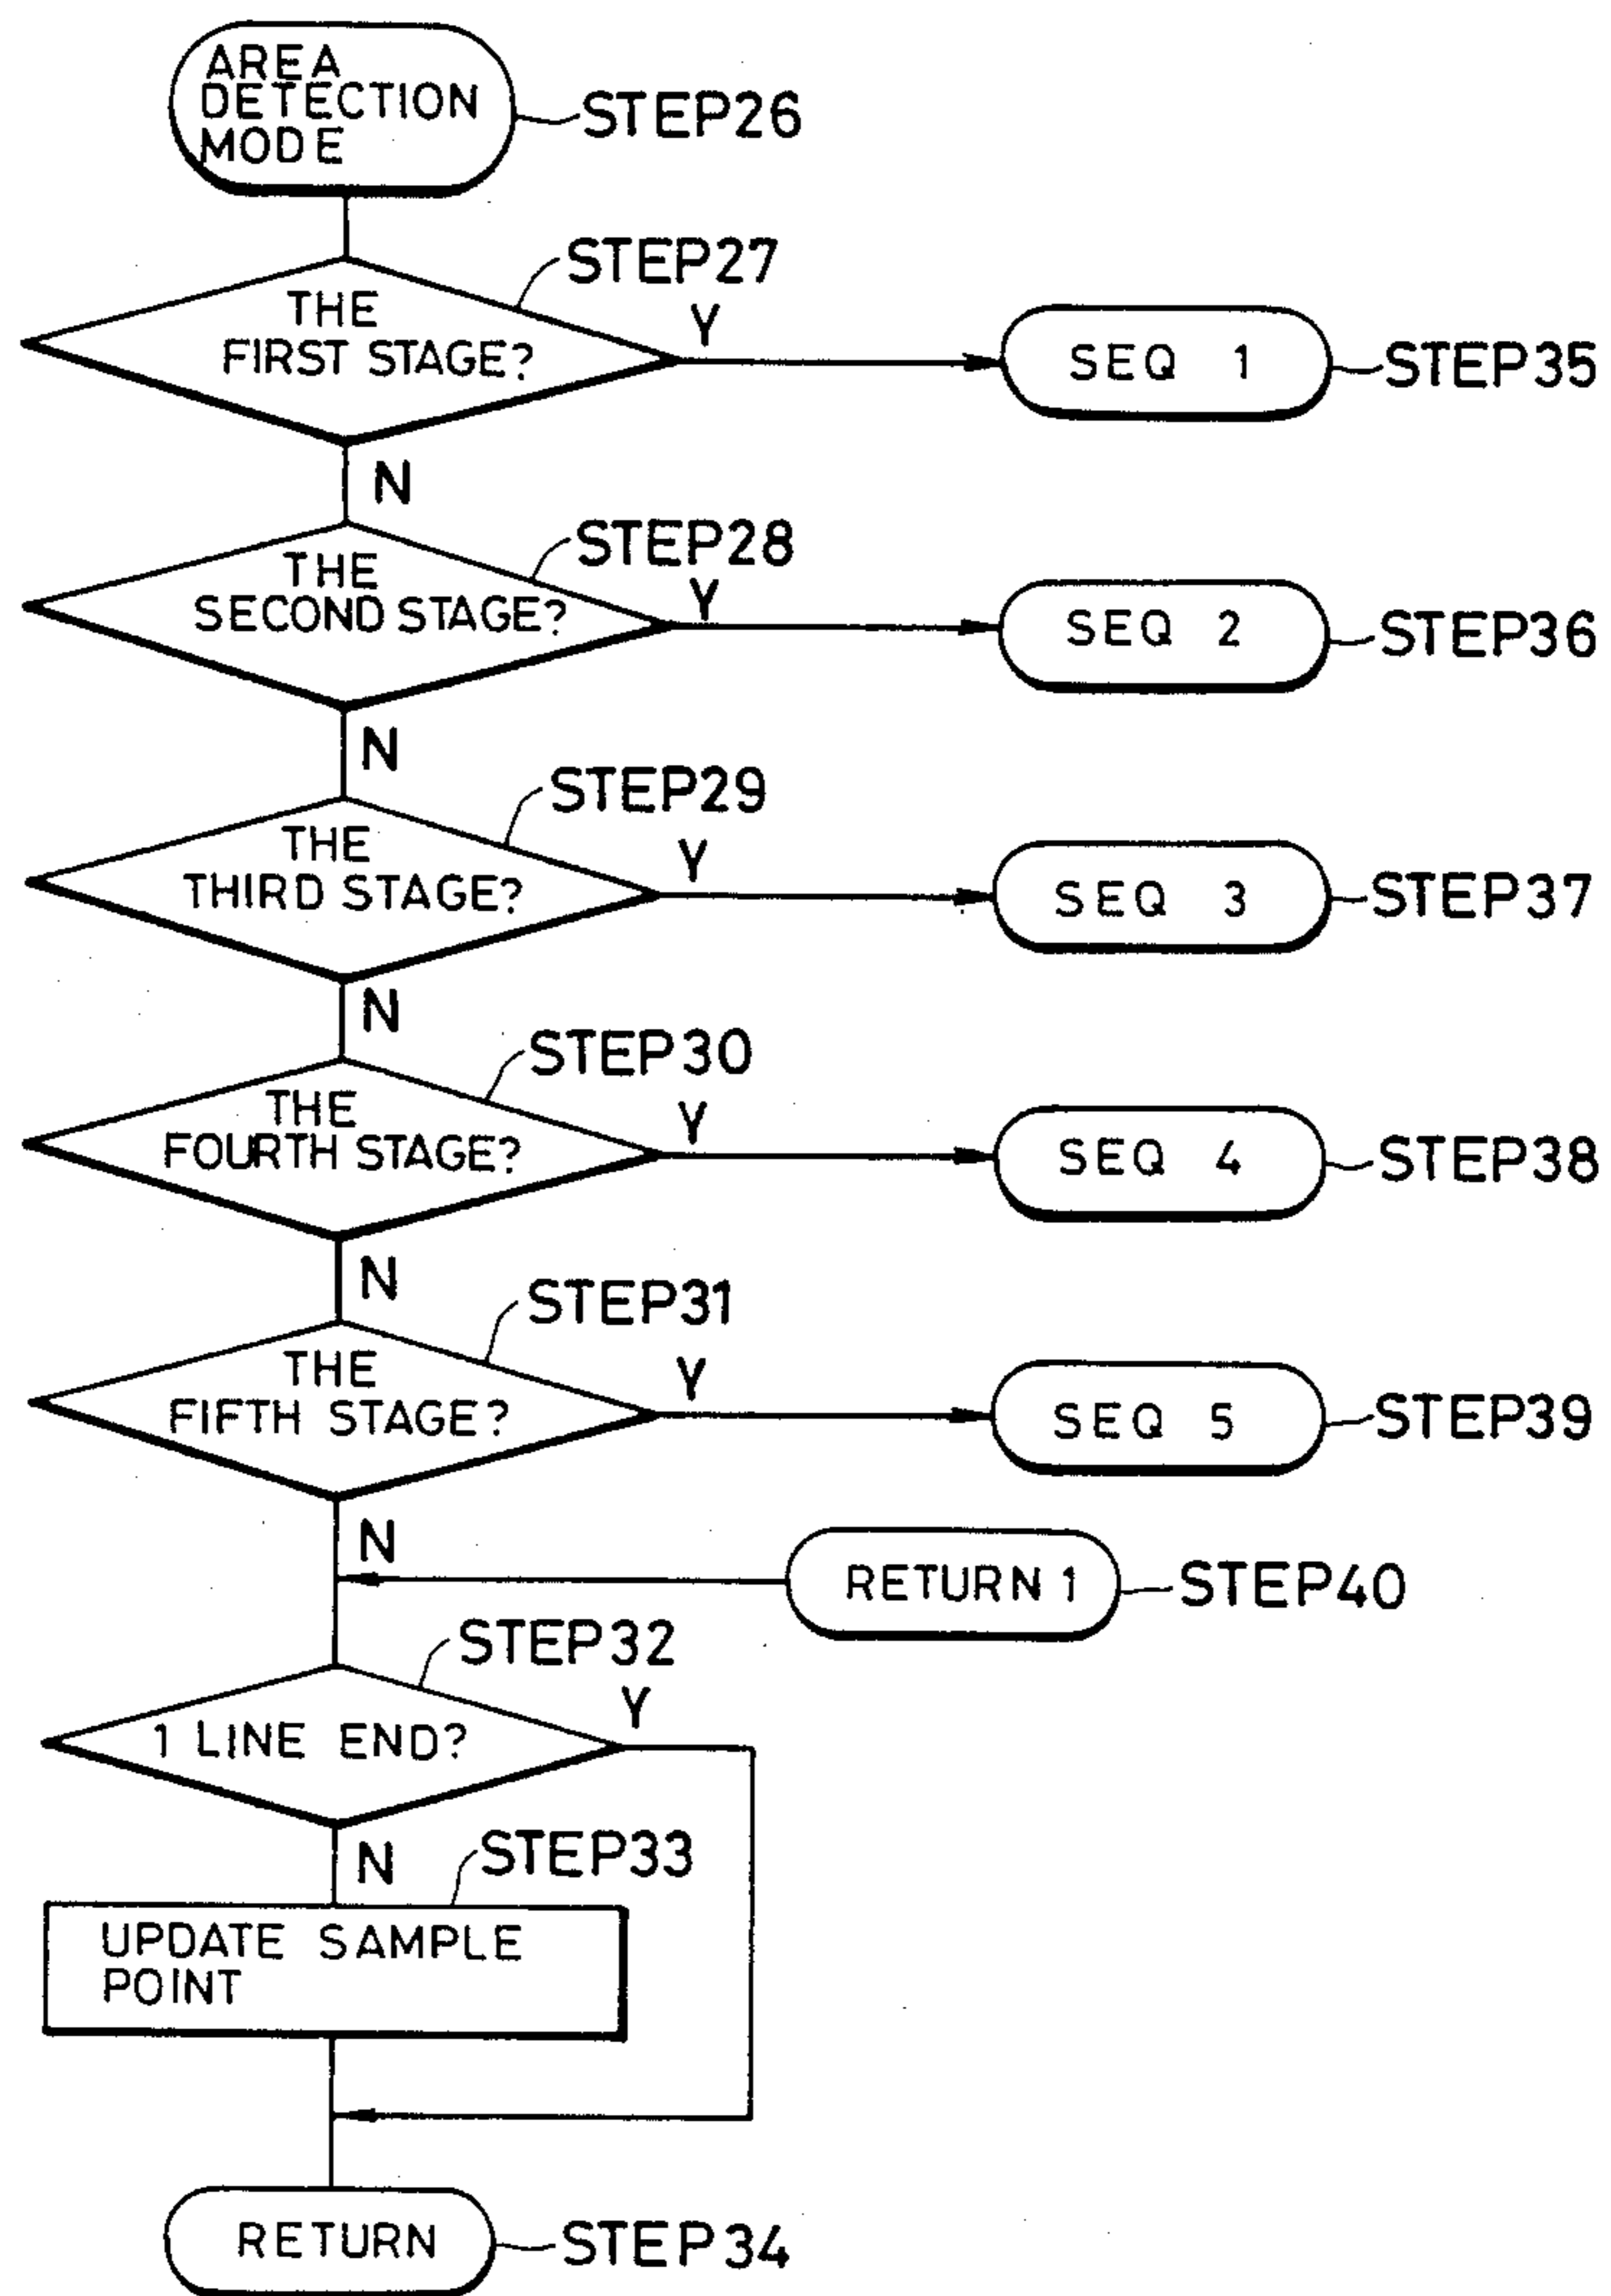 AREA
DETECTION
MODE
STEP26
STEP27
THE
FIRST STAGE?
Y
SEQ 1
STEP35
N
STEP28
THE
SECOND STAGE?
Y
SEQ 2
STEP36
N
STEP29
THE
THIRD STAGE?
Y
SEQ 3
STEP37
N
STEP30
THE
FOURTH STAGE?
Y
SEQ 4
STEP38
N
STEP31
THE
FIFTH STAGE?
Y
SEQ 5
STEP39
N
RETURN 1
STEP40
STEP32
1 LINE END?
Y
N
STEP33
UPDATE SAMPLE
POINT
RETURN
STEP34